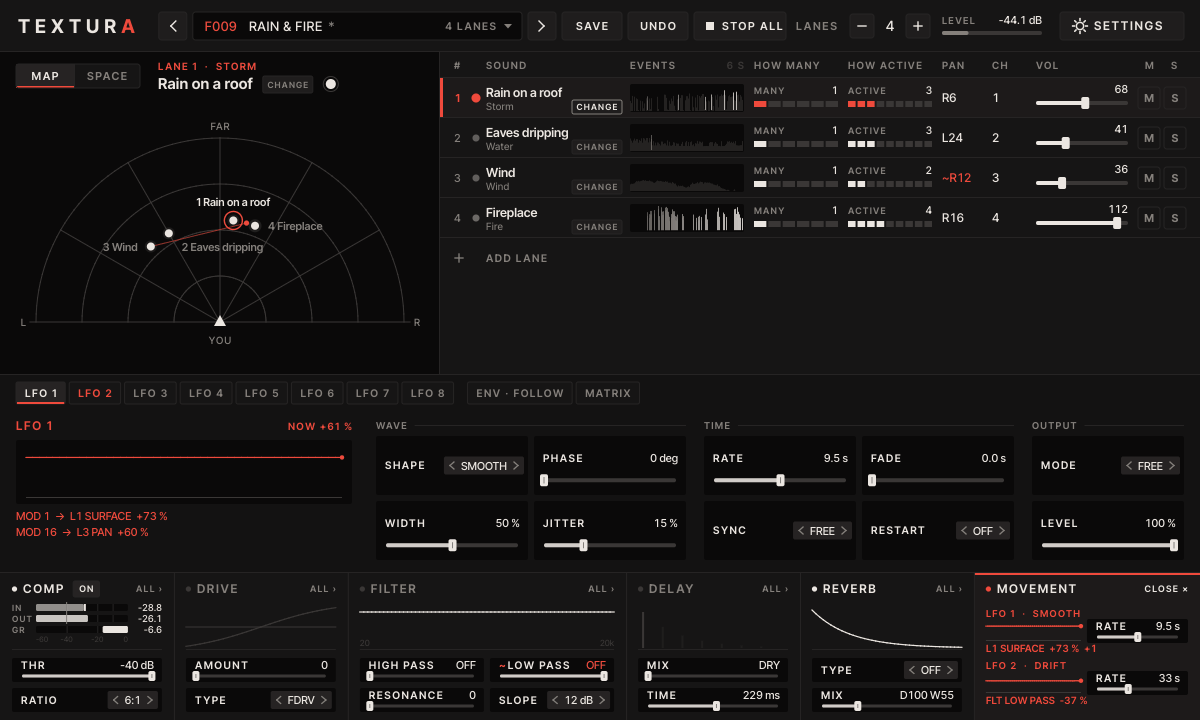 TEXTURA F009 RAIN & FIRE * 4 LANES SAVE UNDO STOP ALL LANES 4 LEVEL -44.1 dB SETTINGS
MAP SPACE
LANE 1 · STORM
Rain on a roof CHANGE
FAR
1 Rain on a roof
4 Fireplace
3 Wind
2 Eaves dripping
L
R
YOU
# SOUND EVENTS 6 S HOW MANY HOW ACTIVE PAN CH VOL M S
1 Rain on a roof Storm CHANGE MANY 1 ACTIVE 3 R6 1 68 M S
2 Eaves dripping Water CHANGE MANY 1 ACTIVE 3 L24 2 41 M S
3 Wind Wind CHANGE MANY 1 ACTIVE 2 ~R12 3 36 M S
4 Fireplace Fire CHANGE MANY 1 ACTIVE 4 R16 4 112 M S
+ ADD LANE
LFO 1 LFO 2 LFO 3 LFO 4 LFO 5 LFO 6 LFO 7 LFO 8 ENV · FOLLOW MATRIX
LFO 1 NOW +61 %
MOD 1 → L1 SURFACE +73 %
MOD 16 → L3 PAN +60 %
WAVE
SHAPE < SMOOTH >
PHASE 0 deg
WIDTH 50 %
JITTER 15 %
TIME
RATE 9.5 s
FADE 0.0 s
SYNC < FREE >
RESTART < OFF >
OUTPUT
MODE < FREE >
LEVEL 100 %
COMP ON ALL ›
IN -28.8
OUT -26.1
GR -6.6
-60 -40 -20 0
THR -40 dB
RATIO < 6:1 >
DRIVE ALL ›
AMOUNT 0
TYPE < FDRV >
FILTER ALL ›
20 20k
HIGH PASS OFF
~LOW PASS OFF
RESONANCE 0
SLOPE < 12 dB >
DELAY ALL ›
MIX DRY
TIME 229 ms
REVERB ALL ›
TYPE < OFF >
MIX D100 W55
MOVEMENT CLOSE ×
LFO 1 · SMOOTH
RATE 9.5 s
L1 SURFACE +73 % +1
LFO 2 · DRIFT
RATE 33 s
FLT LOW PASS -37 %